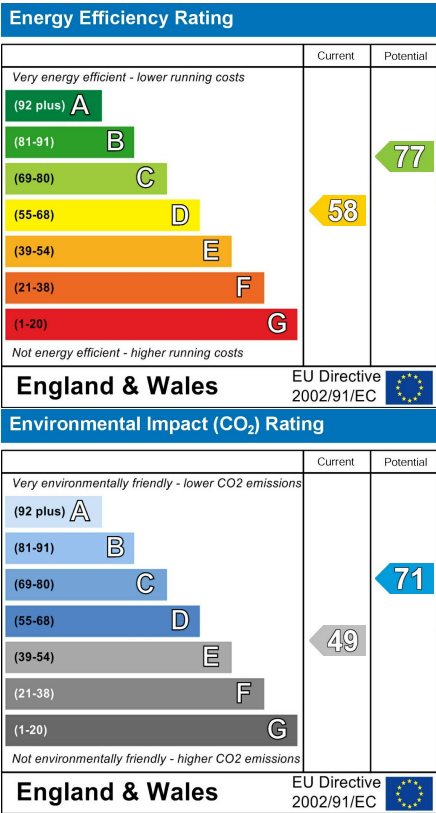 Energy Efficiency Rating
Current Potential
Very energy efficient - lower running costs
(92 plus) A
(81-91) B
77
(69-80) C
(55-68) D
58
(39-54) E
(21-38) F
(1-20) G
Not energy efficient - higher running costs
England & Wales
EU Directive
2002/91/EC
Environmental Impact (CO₂) Rating
Current Potential
Very environmentally friendly - lower CO2 emissions
(92 plus) A
(81-91) B
(69-80) C
71
(55-68) D
(39-54) E
49
(21-38) F
(1-20) G
Not environmentally friendly - higher CO2 emissions
England & Wales
EU Directive
2002/91/EC